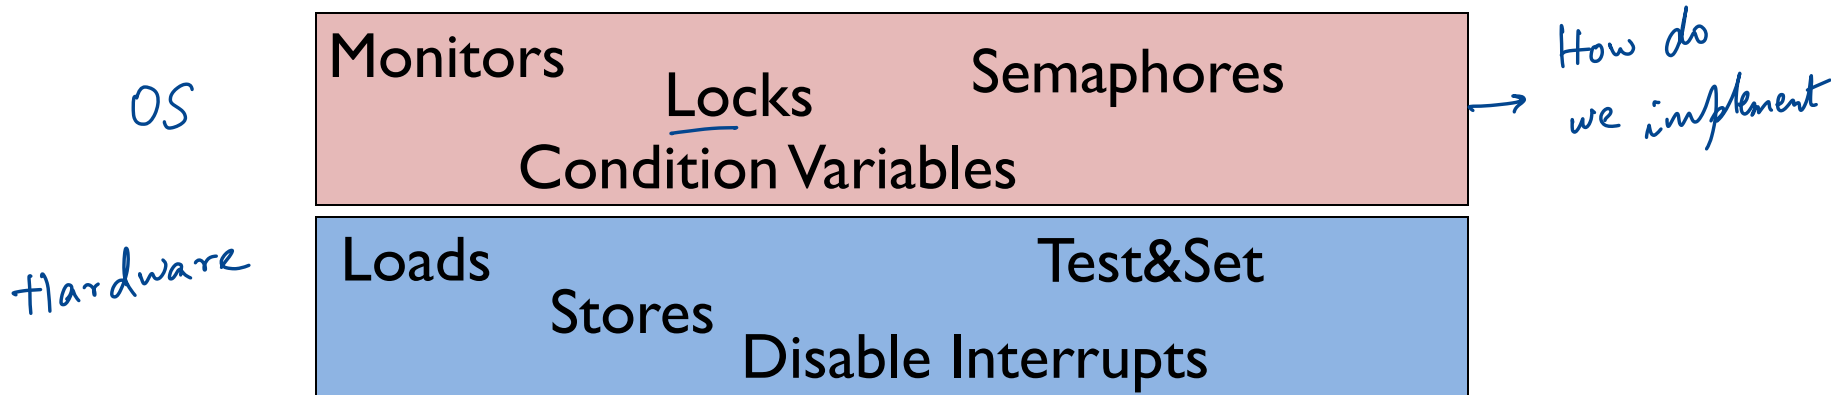 Monitors
Locks
Semaphores
Condition Variables
OS
How do
we implement
Loads
Stores
Test&Set
Disable Interrupts
Hardware